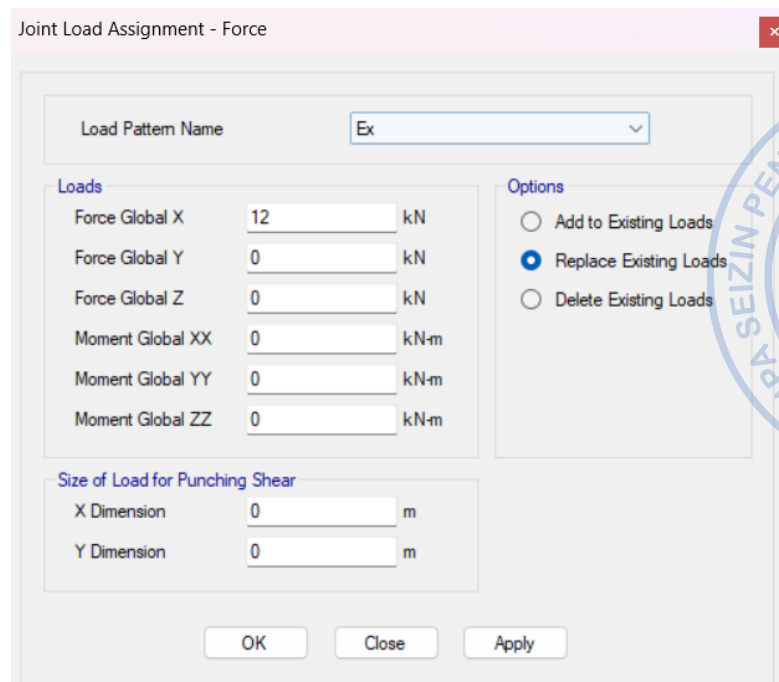 Joint Load Assignment - Force
Load Pattern Name Ex
Loads
Force Global X 12 kN
Force Global Y 0 kN
Force Global Z 0 kN
Moment Global XX 0 kN-m
Moment Global YY 0 kN-m
Moment Global ZZ 0 kN-m
Options
Add to Existing Loads
Replace Existing Loads
Delete Existing Loads
Size of Load for Punching Shear
X Dimension 0 m
Y Dimension 0 m
OK Close Apply
SEIZIN